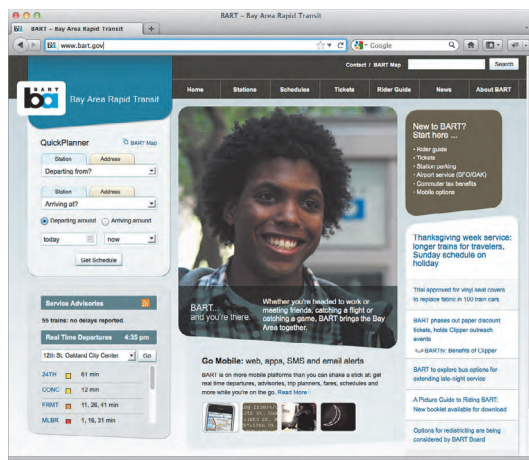 BART – Bay Area Rapid Transit
BART – Bay Area Rapid Transit
www.bart.gov
Google
Contact / BART Map
Search
BART
ba
Bay Area Rapid Transit
Home
Stations
Schedules
Tickets
Rider Guide
News
About BART
QuickPlanner
BART Map
Station
Address
Departing from?
Station
Address
Arriving at?
Departing around
Arriving around
today
now
Get Schedule
Service Advisories
55 trains: no delays reported.
Real Time Departures 4:35 pm
12th St. Oakland City Center
Go
24TH 61 min
CONC 12 min
FRMT 11, 26, 41 min
MLBR 1, 16, 31 min
BART...
and you're there.
Whether you're headed to work or
meeting friends, catching a flight or
catching a game, BART brings the Bay
Area together.
Go Mobile: web, apps, SMS and email alerts
BART is on more mobile platforms than you can shake a stick at: get
real time departures, advisories, trip planners, fares, schedules and
more while you're on the go. Read More
New to BART?
Start here ...
• Rider guide
• Tickets
• Station parking
• Airport service (SFO/OAK)
• Commuter tax benefits
• Mobile options
Thanksgiving week service:
longer trains for travelers,
Sunday schedule on
holiday
Trial approved for vinyl seat covers
to replace fabric in 100 train cars
BART phases out paper discount
tickets, holds Clipper outreach
events
BARTtv: Benefits of Clipper
BART to explore bus options for
extending late-night service
A Picture Guide to Riding BART:
New booklet available for download
Options for redistricting are being
considered by BART Board